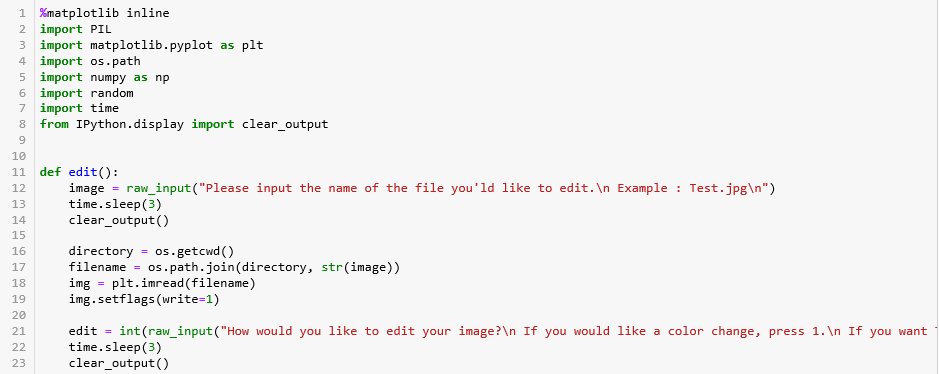 1 %matplotlib inline
2 import PIL
3 import matplotlib.pyplot as plt
4 import os.path
5 import numpy as np
6 import random
7 import time
8 from IPython.display import clear_output
9
10
11 def edit():
12     image = raw_input("Please input the name of the file you'ld like to edit.\n Example : Test.jpg\n")
13     time.sleep(3)
14     clear_output()
15
16     directory = os.getcwd()
17     filename = os.path.join(directory, str(image))
18     img = plt.imread(filename)
19     img.setflags(write=1)
20
21     edit = int(raw_input("How would you like to edit your image?\n If you would like a color change, press 1.\n If you want
22     time.sleep(3)
23     clear_output()